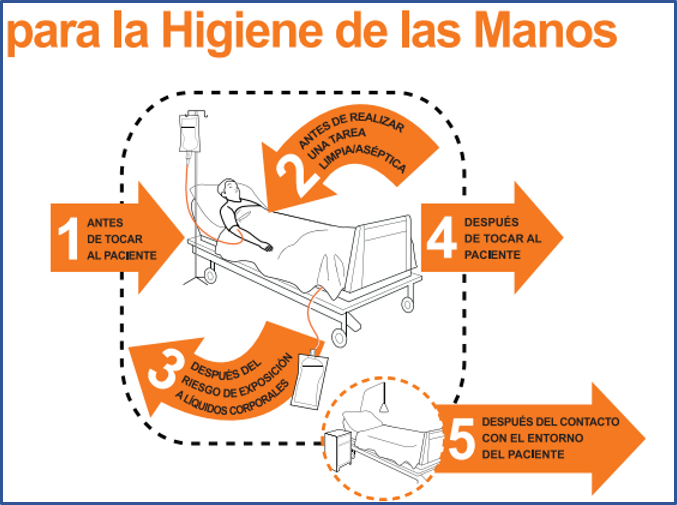 para la Higiene de las Manos
1
ANTES
DE TOCAR
AL PACIENTE
2
ANTES DE REALIZAR
UNA TAREA
LIMPIA/ASÉPTICA
3
DESPUÉS DEL
RIESGO DE EXPOSICIÓN
A LÍQUIDOS CORPORALES
4
DESPUÉS
DE TOCAR AL
PACIENTE
5
DESPUÉS DEL CONTACTO
CON EL ENTORNO
DEL PACIENTE